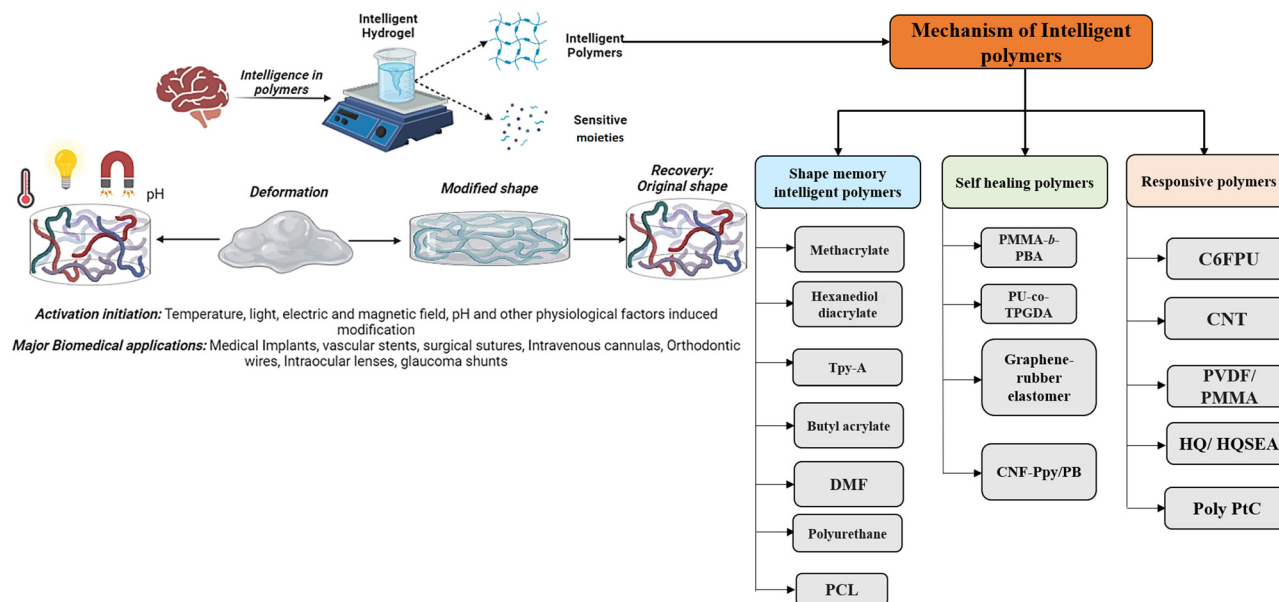 Intelligent
Hydrogel
Intelligence in
polymers
Intelligent
Polymers
Sensitive
moieties
pH
Deformation
Modified shape
Recovery:
Original shape
Activation initiation: Temperature, light, electric and magnetic field, pH and other physiological factors induced
modification
Major Biomedical applications: Medical Implants, vascular stents, surgical sutures, Intravenous cannulas, Orthodontic
wires, Intraocular lenses, glaucoma shunts
Mechanism of Intelligent
polymers
Shape memory
intelligent polymers
Methacrylate
Hexanediol
diacrylate
Tpy-A
Butyl acrylate
DMF
Polyurethane
PCL
Self healing polymers
PMMA-b-
PBA
PU-co-
TPGDA
Graphene-
rubber
elastomer
CNF-Ppy/PB
Responsive polymers
C6FPU
CNT
PVDF/
PMMA
HQ/ HQSEA
Poly PtC